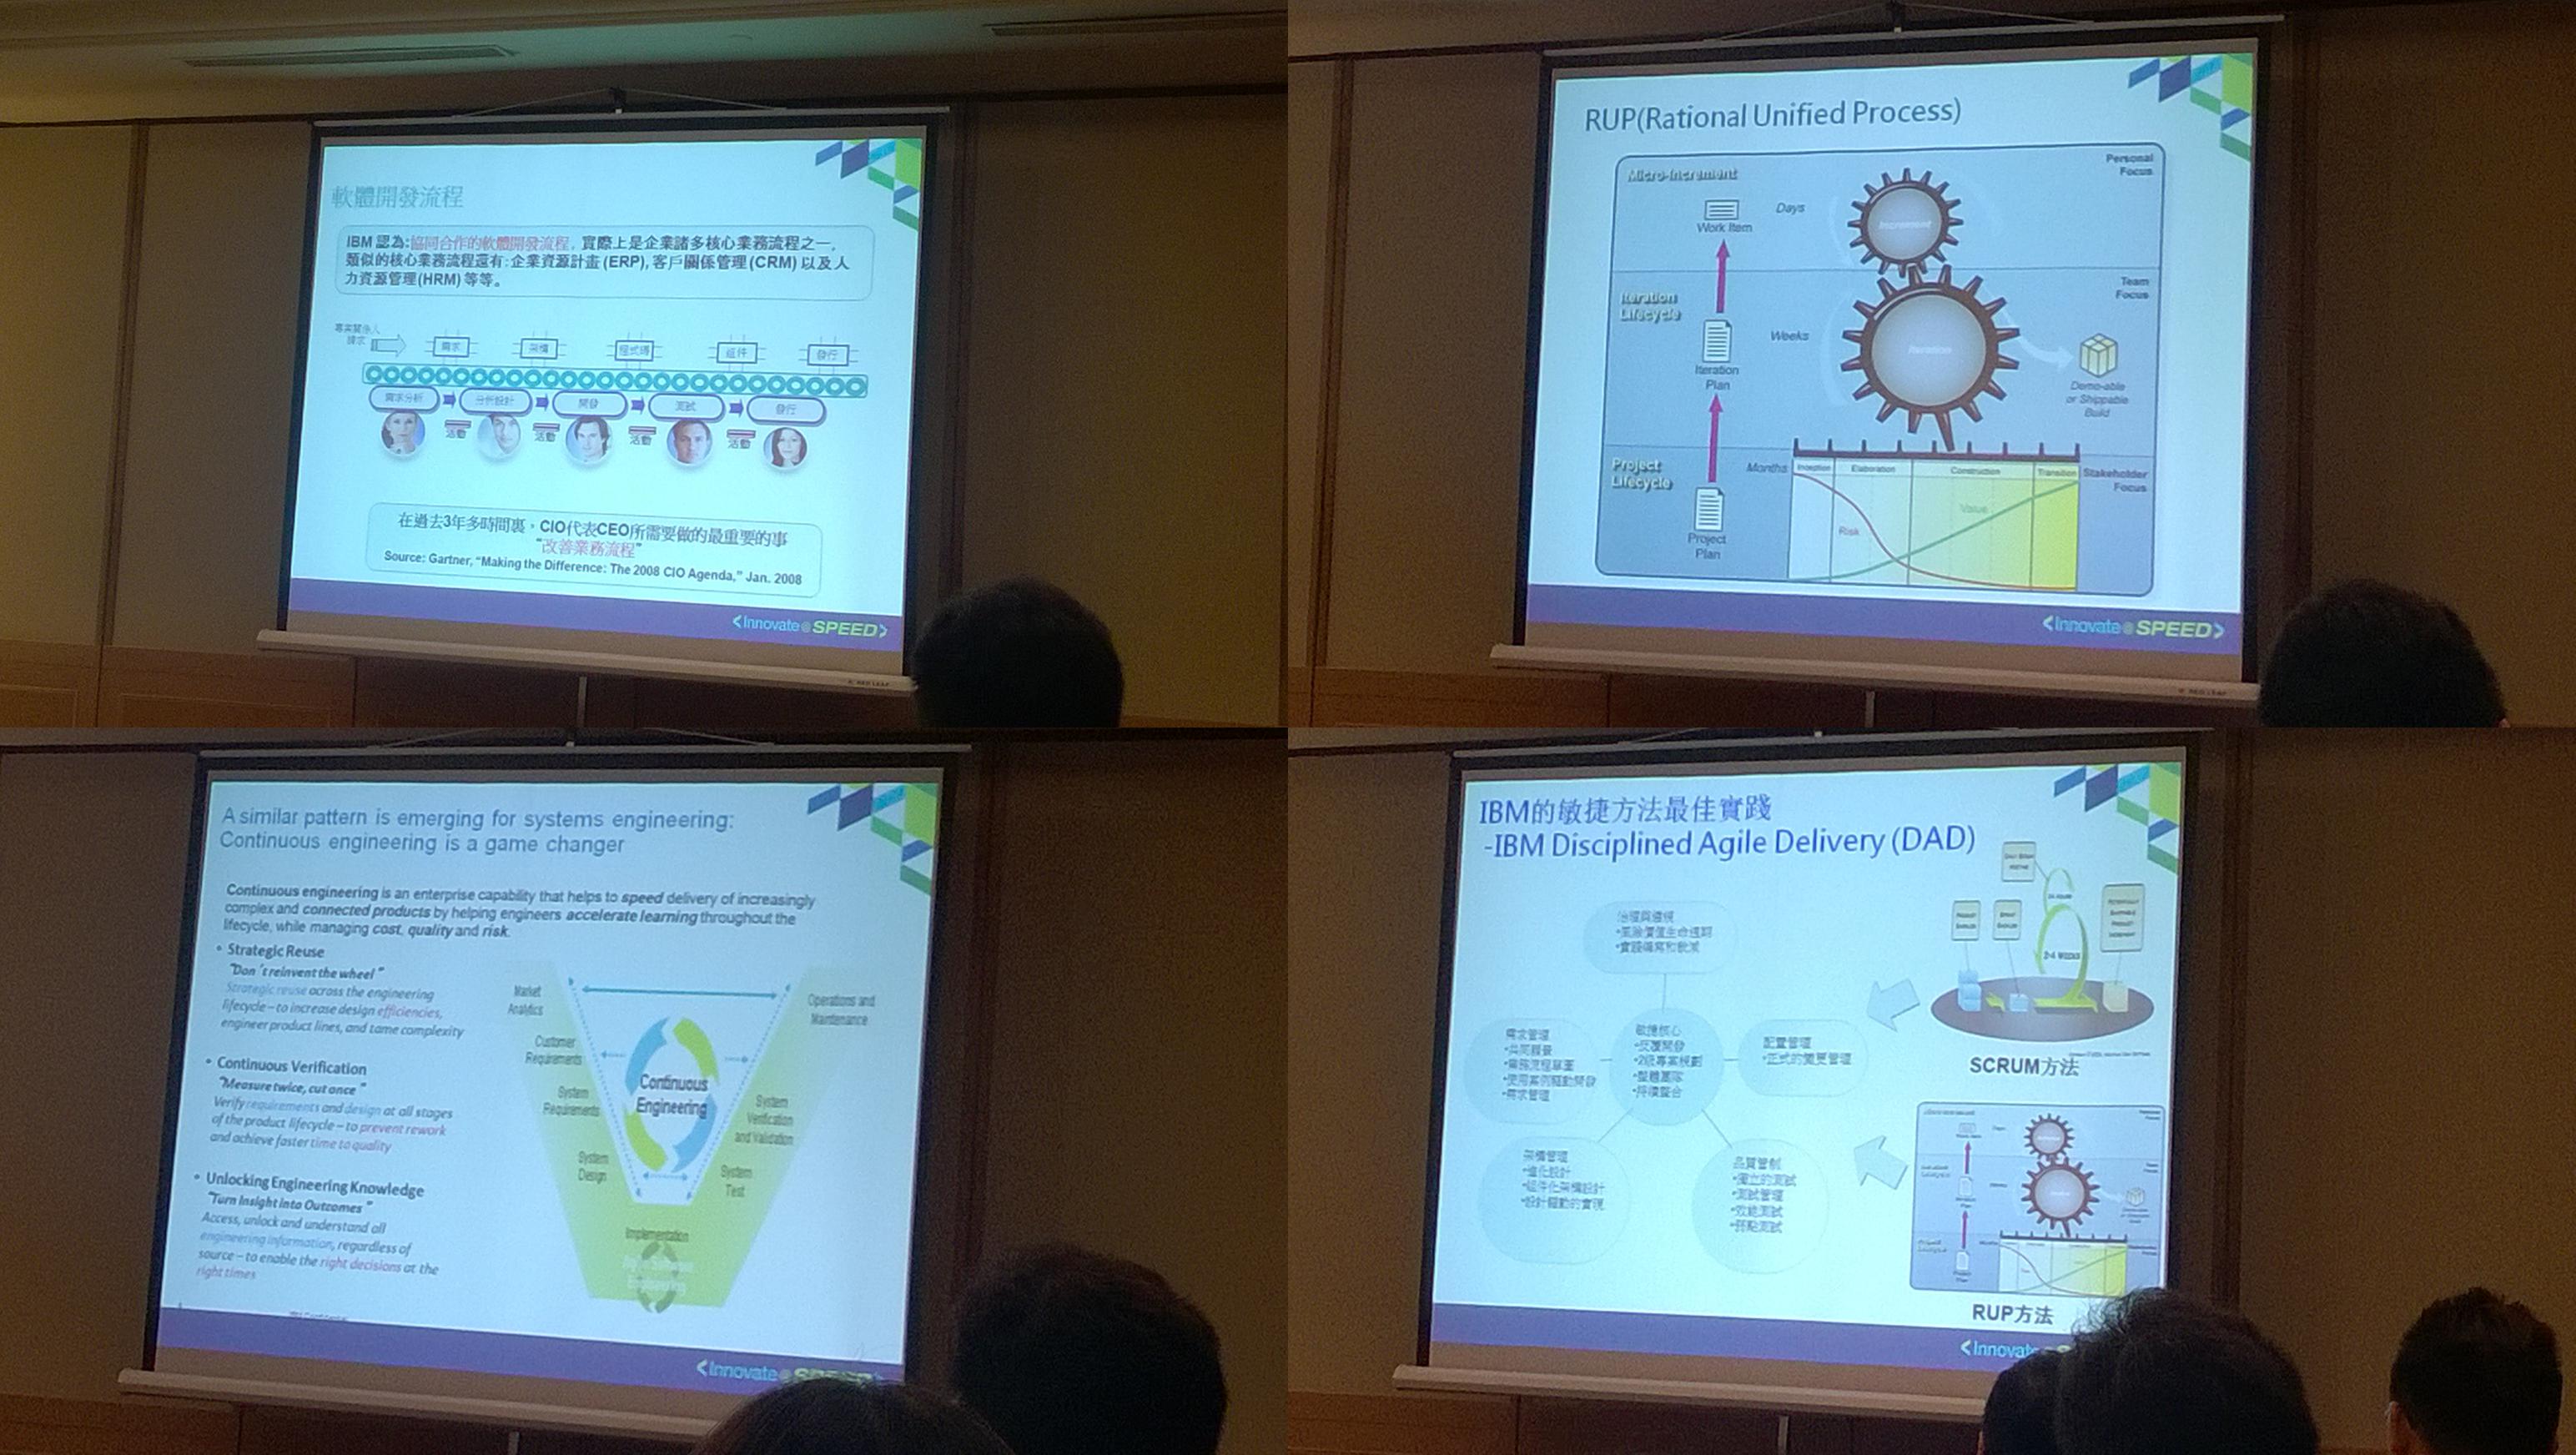 軟體開發流程
IBM 認為:協同合作的軟體開發流程, 實際上是企業諸多核心業務流程之一,
類似的核心業務流程還有:企業資源計畫 (ERP), 客戶關係管理 (CRM) 以及人
力資源管理(HRM) 等等。
專案關係人
請求
需求
架構
程式碼
組件
發行
需求分析
分析設計
開發
測試
發行
活動
活動
活動
活動
在過去3年多時間裏，CIO代表CEO所需要做的最重要的事
“改善業務流程”
Source: Gartner, “Making the Difference: The 2008 CIO Agenda,” Jan. 2008
<Innovate@SPEED>
RUP(Rational Unified Process)
Micro-Increment
Personal
Focus
Days
Work Item
Increment
Iteration
Lifecycle
Team
Focus
Weeks
Iteration
Plan
Iteration
Demo-able
or Shippable
Build
Project
Lifecycle
Months
Inception
Elaboration
Construction
Transition
Stakeholder
Focus
Risk
Value
Project
Plan
<Innovate@SPEED>
A similar pattern is emerging for systems engineering:
Continuous engineering is a game changer
Continuous engineering is an enterprise capability that helps to speed delivery of increasingly
complex and connected products by helping engineers accelerate learning throughout the
lifecycle, while managing cost, quality and risk.
• Strategic Reuse
“Don’t reinvent the wheel”
Strategic reuse across the engineering
lifecycle – to increase design efficiencies,
engineer product lines, and tame complexity
• Continuous Verification
“Measure twice, cut once”
Verify requirements and design at all stages
of the product lifecycle – to prevent rework
and achieve faster time to quality
• Unlocking Engineering Knowledge
“Turn Insight into Outcomes”
Access, unlock and understand all
engineering information, regardless of
source – to enable the right decisions at the
right times
Market
Analytics
Customer
Requirements
System
Requirements
System
Design
Implementation
Continuous
Engineering
Operations and
Maintenance
System
Verification
and Validation
System
Test
<Innovate@SPEED
IBM的敏捷方法最佳實踐
-IBM Disciplined Agile Delivery (DAD)
治理與遵規
•風險價值生命週期
•實踐編寫和裁減
需求管理
•共同願景
•業務流程草圖
•使用案例驅動開發
•需求管理
敏捷核心
•反覆開發
•2級專案規劃
•整體團隊
•持續整合
配置管理
•正式的變更管理
架構管理
•進化設計
•組件化架構設計
•設計驅動的實現
品質管制
•獨立的測試
•測試管理
•效能測試
2-4 WEEKS
SCRUM方法
RUP方法
<Innovat